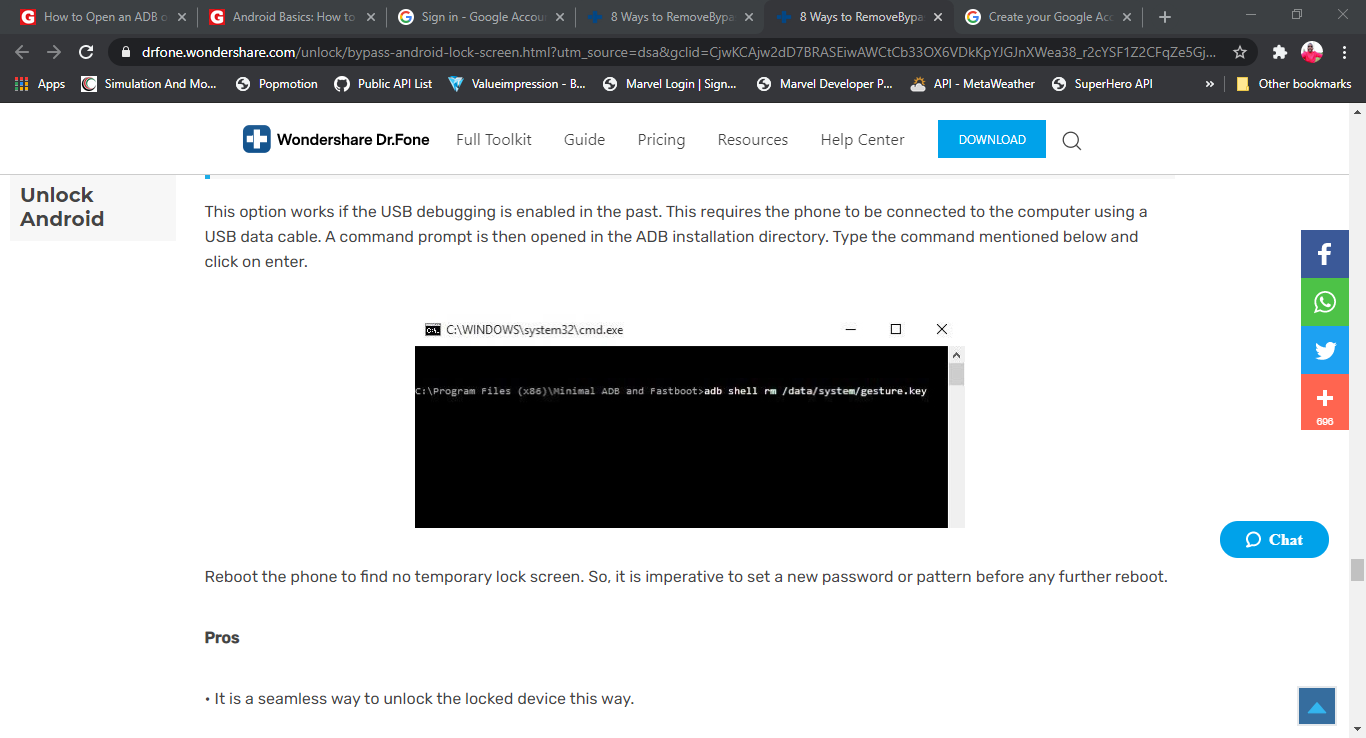 How to Open an ADB o
Android Basics: How to
Sign in - Google Accou
8 Ways to RemoveBypa
8 Ways to RemoveBypa
Create your Google Acc
drfone.wondershare.com/unlock/bypass-android-lock-screen.html?utm_source=dsa&gclid=CjwKCAjw2dD7BRASEiwAWCtCb33OX6VDkKpYJGJnXWea38_r2cYSF1Z2CFqZe5Gj...
Apps
Simulation And Mo...
Popmotion
Public API List
Valueimpression - B...
Marvel Login | Sign...
Marvel Developer P...
API - MetaWeather
SuperHero API
»
Other bookmarks
Wondershare Dr.Fone
Full Toolkit
Guide
Pricing
Resources
Help Center
DOWNLOAD
Unlock
Android
This option works if the USB debugging is enabled in the past. This requires the phone to be connected to the computer using a
USB data cable. A command prompt is then opened in the ADB installation directory. Type the command mentioned below and
click on enter.
C:\WINDOWS\system32\cmd.exe
C:\Program Files (x86)\Minimal ADB and Fastboot>adb shell rm /data/system/gesture.key
696
Chat
Reboot the phone to find no temporary lock screen. So, it is imperative to set a new password or pattern before any further reboot.
Pros
• It is a seamless way to unlock the locked device this way.